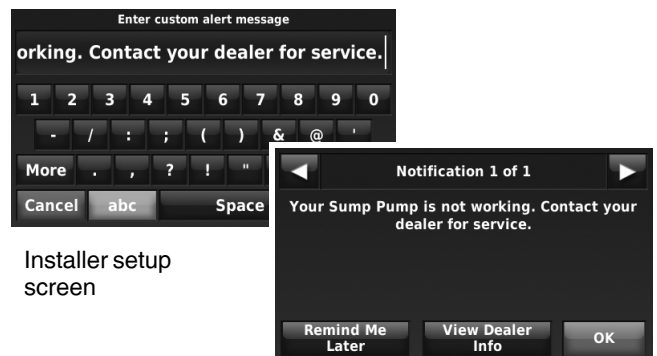 Enter custom alert message
orking. Contact your dealer for service.
1 2 3 4 5 6 7 8 9 0
- / : ; ( ) & @ '
More . , ? ! "
Cancel abc Space
Installer setup
screen
Notification 1 of 1
Your Sump Pump is not working. Contact your
dealer for service.
Remind Me
Later
View Dealer
Info
OK